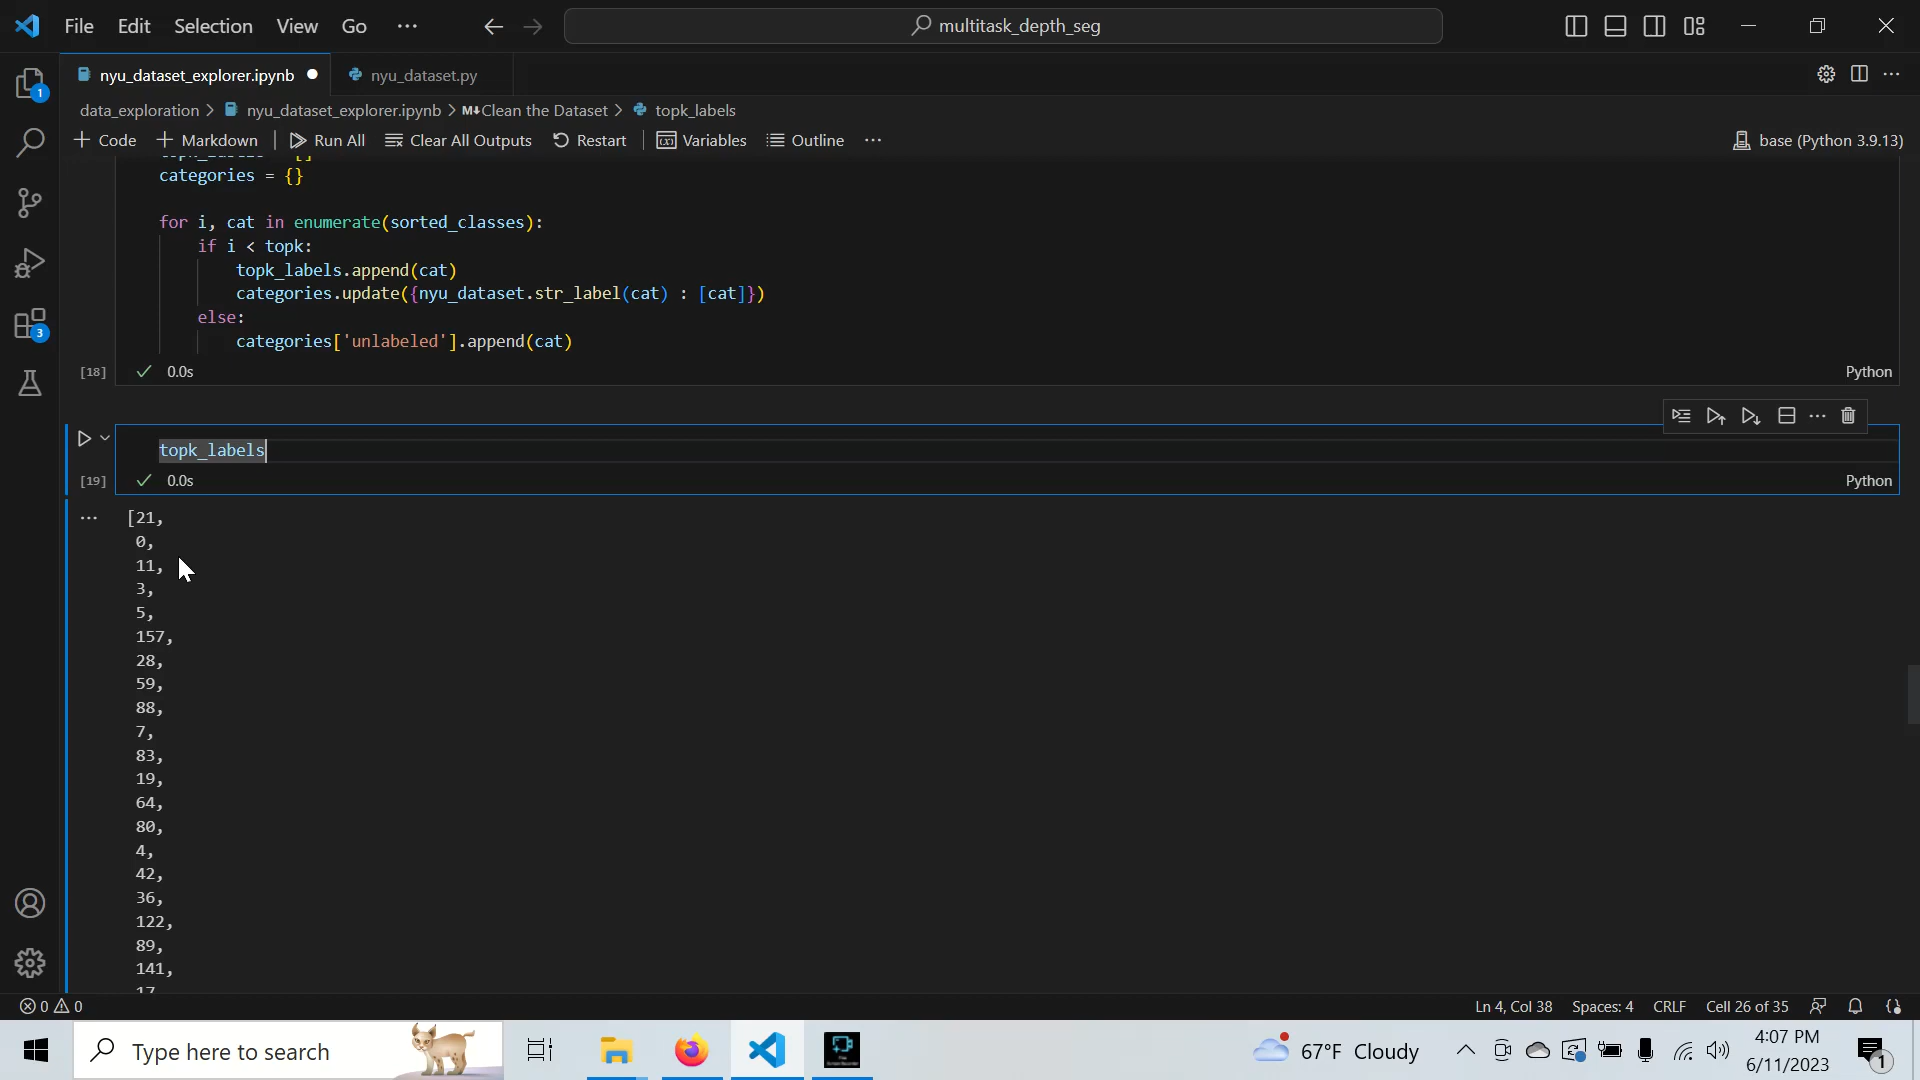 File Edit Selection View Go ··· multitask_depth_seg
nyu_dataset_explorer.ipynb nyu_dataset.py
data_exploration > nyu_dataset_explorer.ipynb > M↓Clean the Dataset > topk_labels
+ Code + Markdown Run All Clear All Outputs Restart Variables Outline ··· base (Python 3.9.13)
topk_labels = []
categories = {}
for i, cat in enumerate(sorted_classes):
if i < topk:
topk_labels.append(cat)
categories.update({nyu_dataset.str_label(cat) : [cat]})
else:
categories['unlabeled'].append(cat)
[18] ✓ 0.0s Python
topk_labels
[19] ✓ 0.0s Python
[21,
0,
11,
3,
5,
157,
28,
59,
88,
7,
83,
19,
64,
80,
4,
42,
36,
122,
89,
141,
17
1
3
0 0 Ln 4, Col 38 Spaces: 4 CRLF Cell 26 of 35
Type here to search 67°F Cloudy 4:07 PM
6/11/2023 1